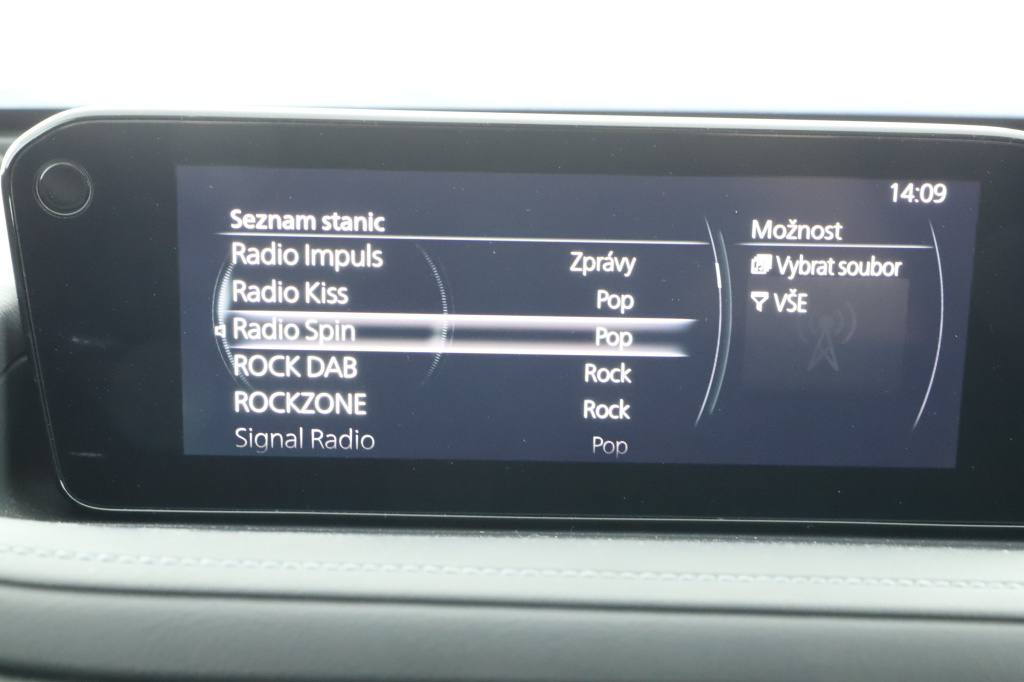 14:09
Seznam stanic
Radio Impuls Zprávy
Radio Kiss Pop
Radio Spin Pop
ROCK DAB Rock
ROCKZONE Rock
Signal Radio Pop
Možnost
Vybrat soubor
VŠE